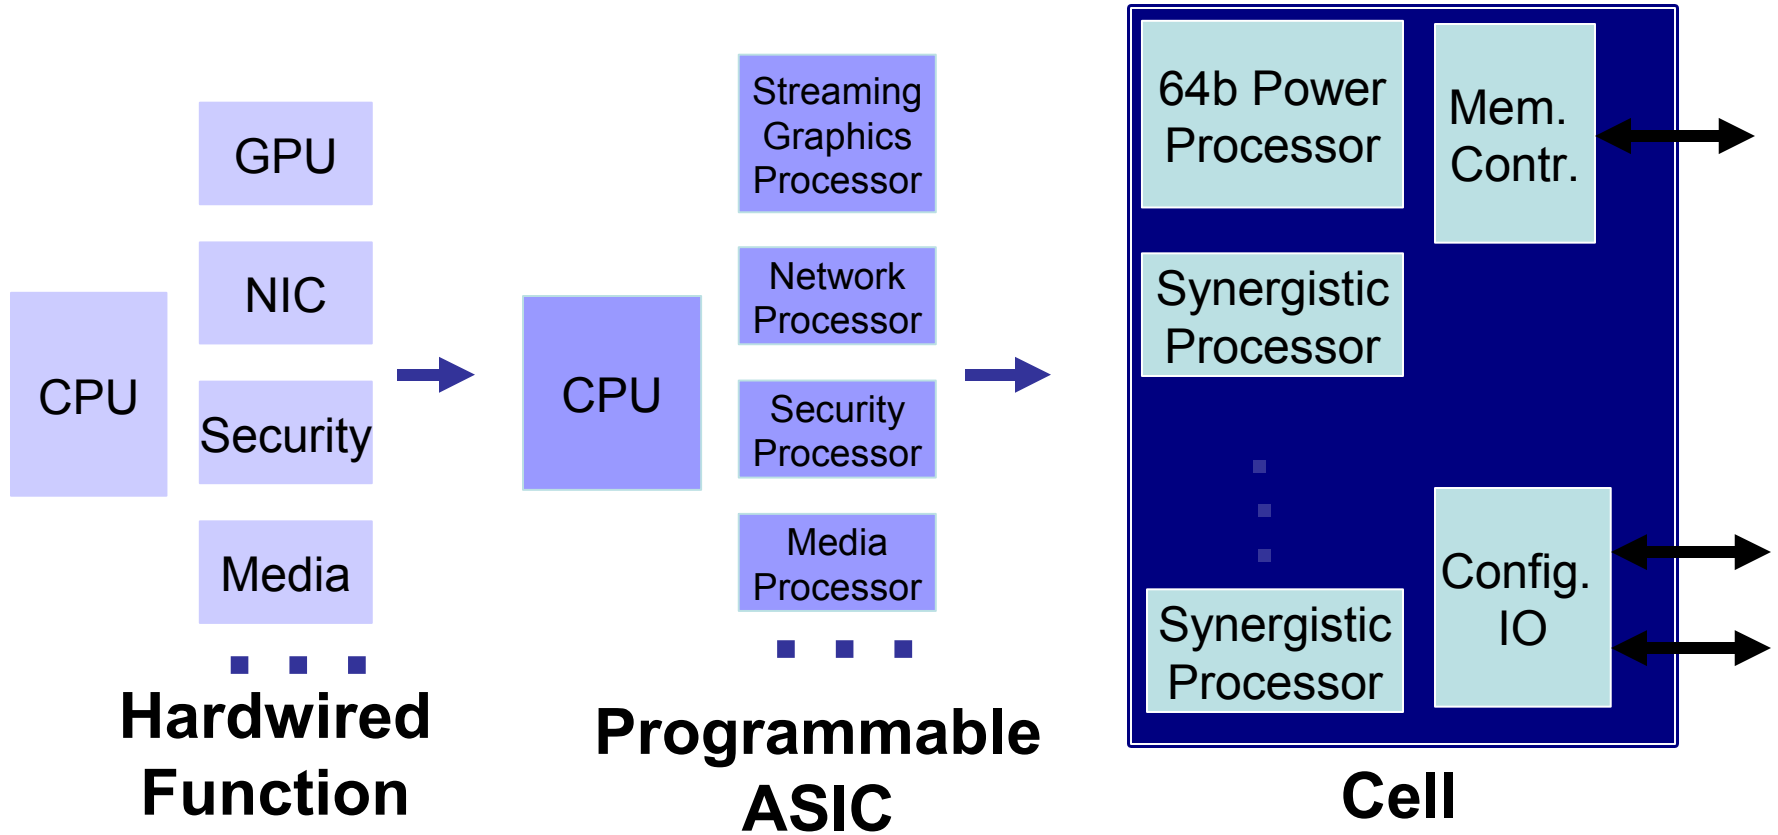 GPU
NIC
CPU
Security
Media
Hardwired
Function
Streaming
Graphics
Processor
Network
Processor
CPU
Security
Processor
Media
Processor
Programmable
ASIC
64b Power
Processor
Mem.
Contr.
Synergistic
Processor
Synergistic
Processor
Config.
IO
Cell